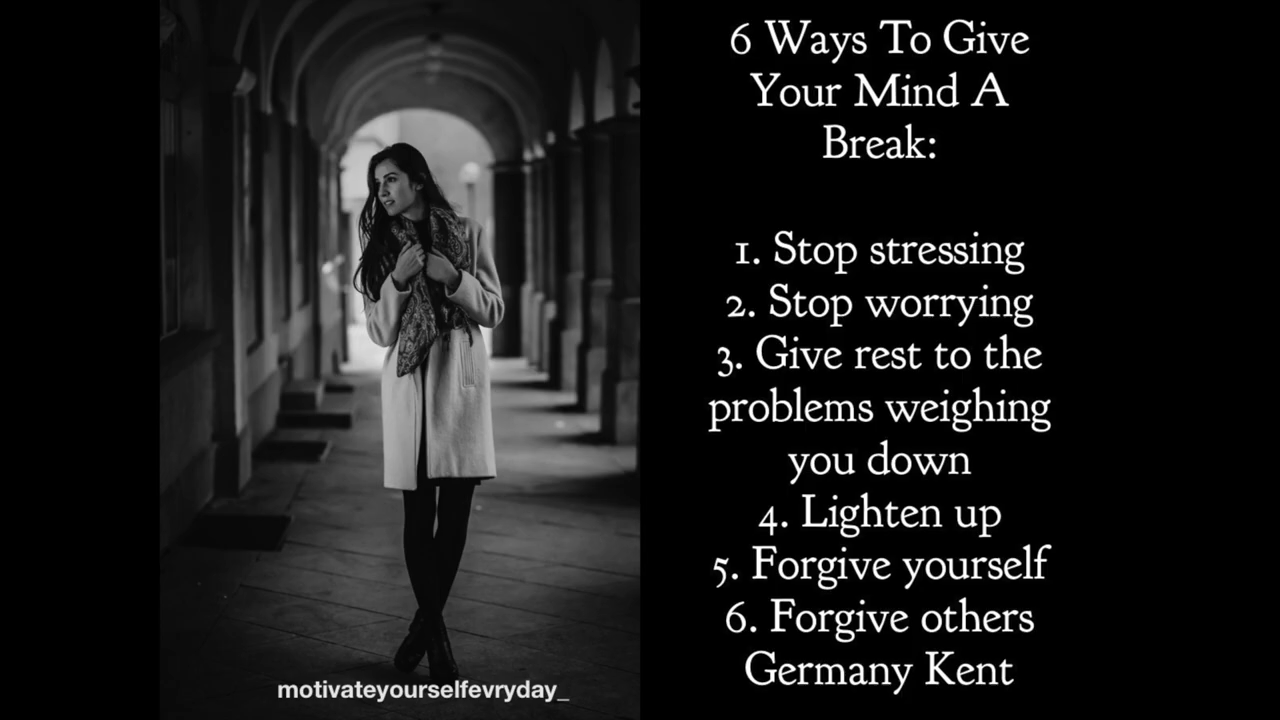 6 Ways To Give
Your Mind A
Break:
1. Stop stressing
2. Stop worrying
3. Give rest to the
problems weighing
you down
4. Lighten up
5. Forgive yourself
6. Forgive others
Germany Kent
motivateyourselfevryday_